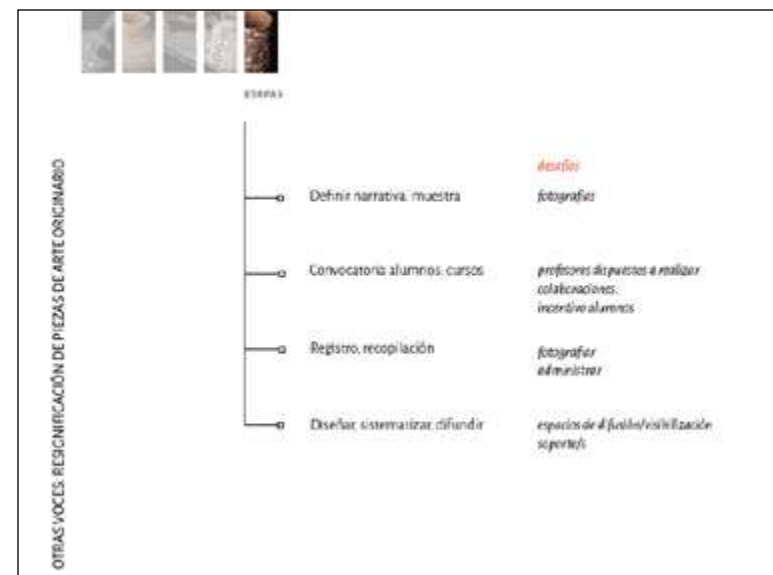 ETAPAS
OTRAS VOCES: RESIGNIFICACIÓN DE PIEZAS DE ARTE ORIGINARIO
desafíos
Definir narrativa, muestra
fotografías
Convocatoria alumnos, cursos
profesores dispuestos a realizar
colaboraciones.
incentivo alumnos
Registro, recopilación
fotografiar
administrar
Diseñar, sistematizar, difundir
espacios de difusión/visibilización
soporte/s